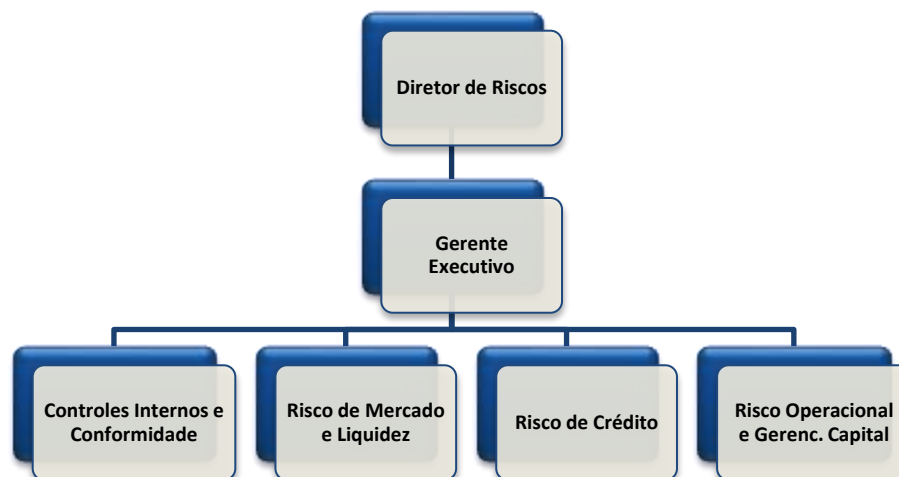 Diretor de Riscos
Gerente
Executivo
Controles Internos e
Conformidade
Risco de Mercado
e Liquidez
Risco de Crédito
Risco Operacional
e Gerenc. Capital